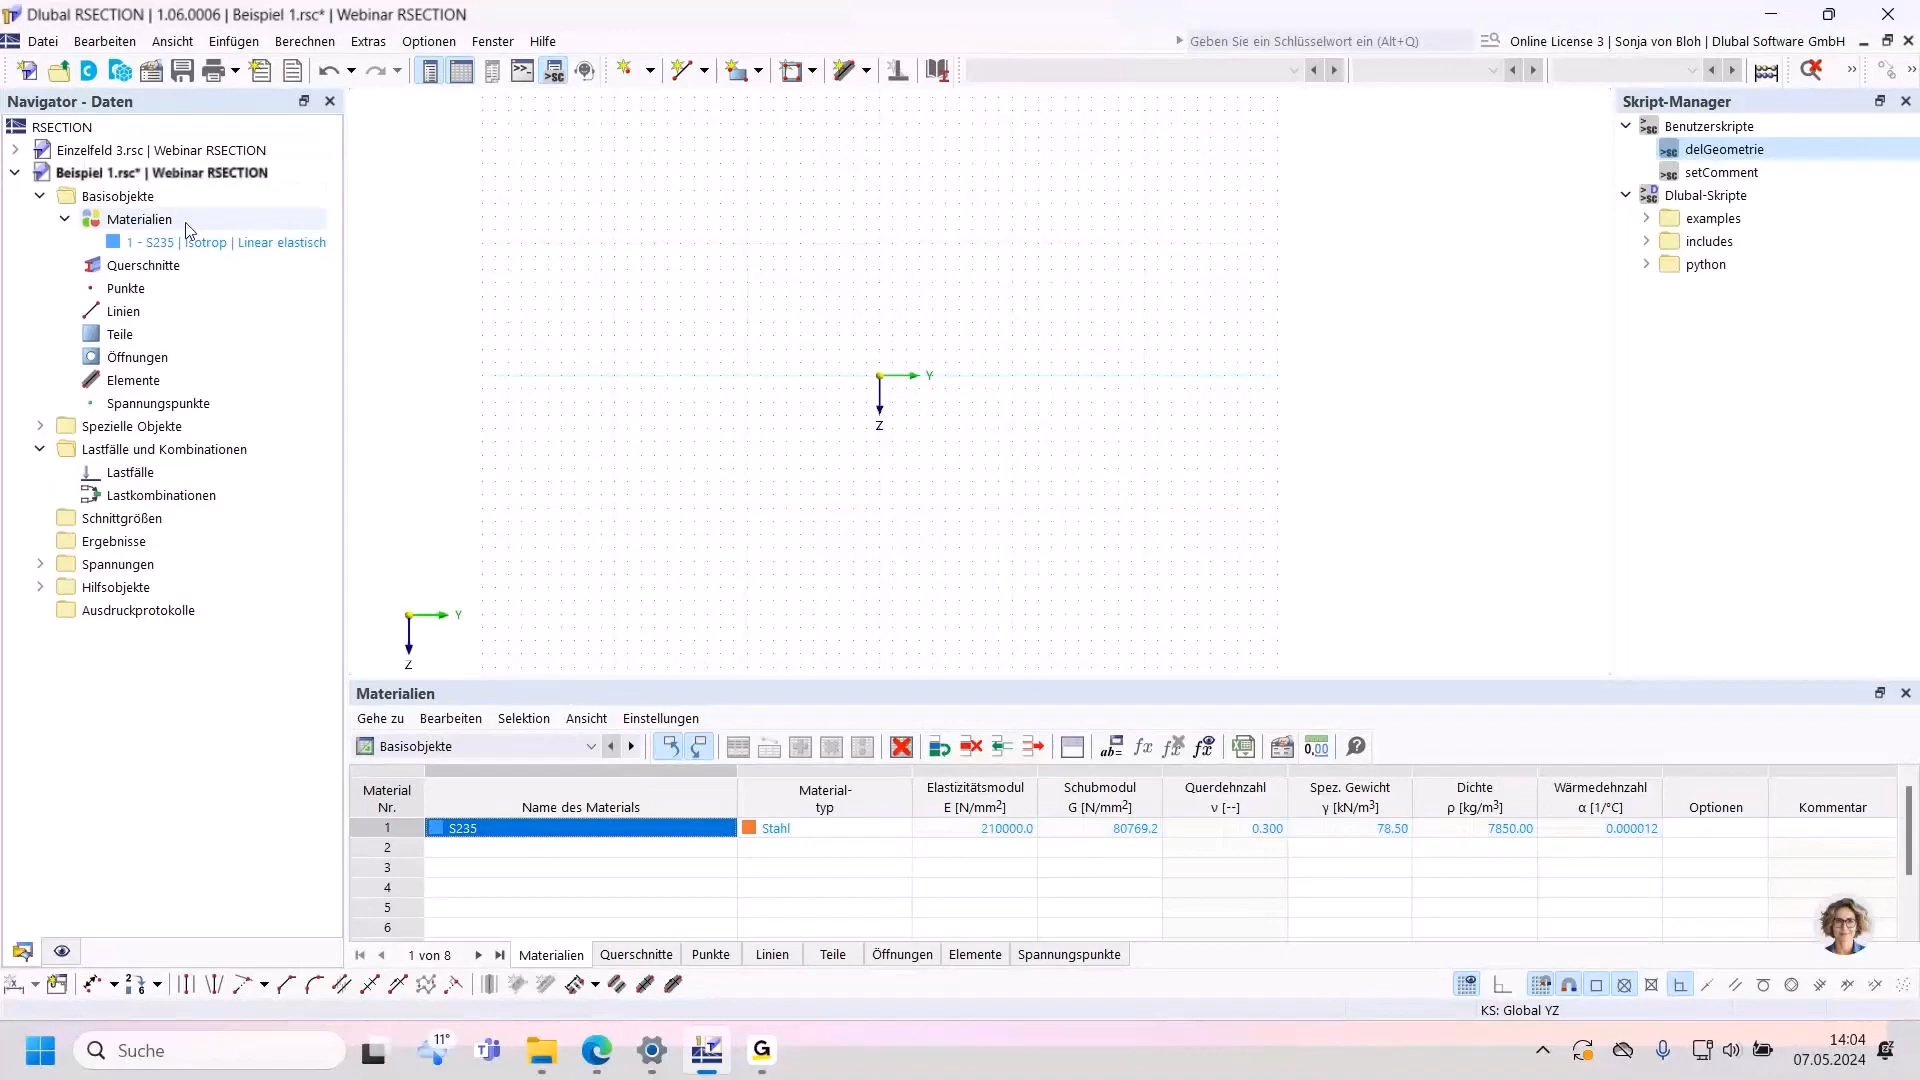 Dlubal RSECTION | 1.06.0006 | Beispiel 1.rsc* | Webinar RSECTION
Datei Bearbeiten Ansicht Einfügen Berechnen Extras Optionen Fenster Hilfe
Geben Sie ein Schlüsselwort ein (Alt+Q)
Online License 3 | Sonja von Bloh | Dlubal Software GmbH
Navigator - Daten
RSECTION
Einzelfeld 3.rsc | Webinar RSECTION
Beispiel 1.rsc* | Webinar RSECTION
Basisobjekte
Materialien
1 - S235 | Isotrop | Linear elastisch
Querschnitte
Punkte
Linien
Teile
Öffnungen
Elemente
Spannungspunkte
Spezielle Objekte
Lastfälle und Kombinationen
Lastfälle
Lastkombinationen
Schnittgrößen
Ergebnisse
Spannungen
Hilfsobjekte
Ausdruckprotokolle
Y
Z
Y
Z
Skript-Manager
Benutzerskripte
delGeometrie
setComment
Dlubal-Skripte
examples
includes
python
Materialien
Gehe zu Bearbeiten Selektion Ansicht Einstellungen
Basisobjekte
Material Nr. Name des Materials Material-typ Elastizitätsmodul E [N/mm²] Schubmodul G [N/mm²] Querdehnzahl ν [--] Spez. Gewicht γ [kN/m³] Dichte ρ [kg/m³] Wärmedehnzahl α [1/°C] Optionen Kommentar
1 S235 Stahl 210000.0 80769.2 0.300 78.50 7850.00 0.000012
2
3
4
5
6
1 von 8 Materialien Querschnitte Punkte Linien Teile Öffnungen Elemente Spannungspunkte
KS: Global YZ
Suche
11°
14:04
07.05.2024